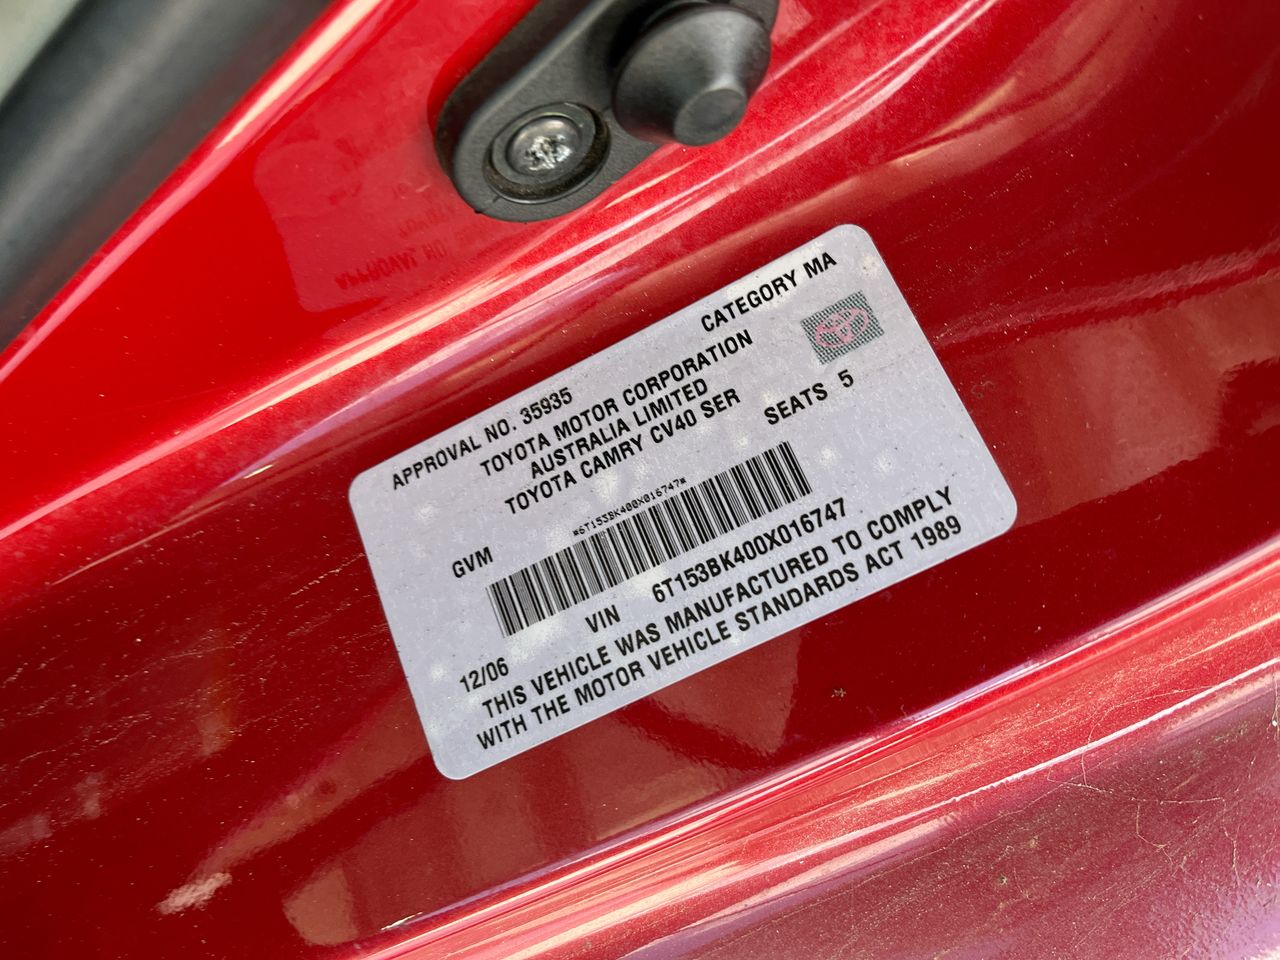 APPROVAL NO. 35935 CATEGORY MA
TOYOTA MOTOR CORPORATION
AUSTRALIA LIMITED
TOYOTA CAMRY CV40 SER
SEATS 5
*6T153BK400X016747*
GVM
VIN 6T153BK400X016747
12/06
THIS VEHICLE WAS MANUFACTURED TO COMPLY
WITH THE MOTOR VEHICLE STANDARDS ACT 1989